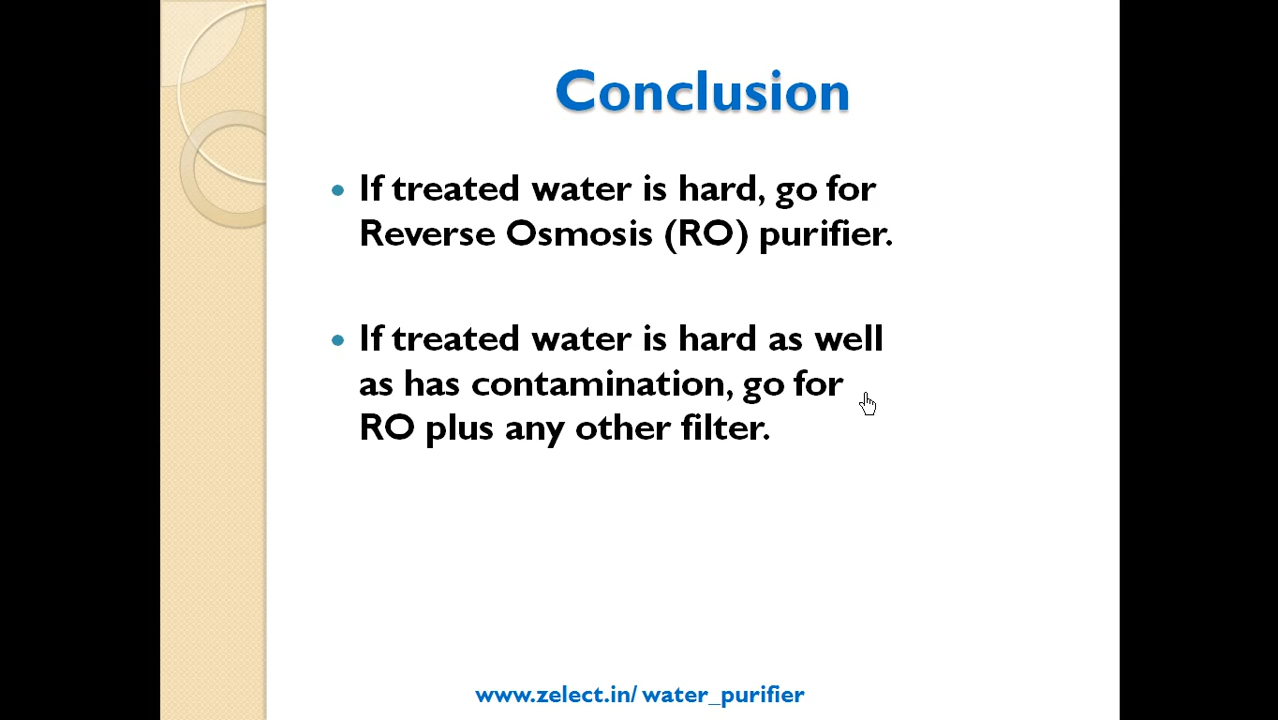 Conclusion
If treated water is hard, go for
Reverse Osmosis (RO) purifier.
If treated water is hard as well
as has contamination, go for
RO plus any other filter.
www.zelect.in/ water_purifier